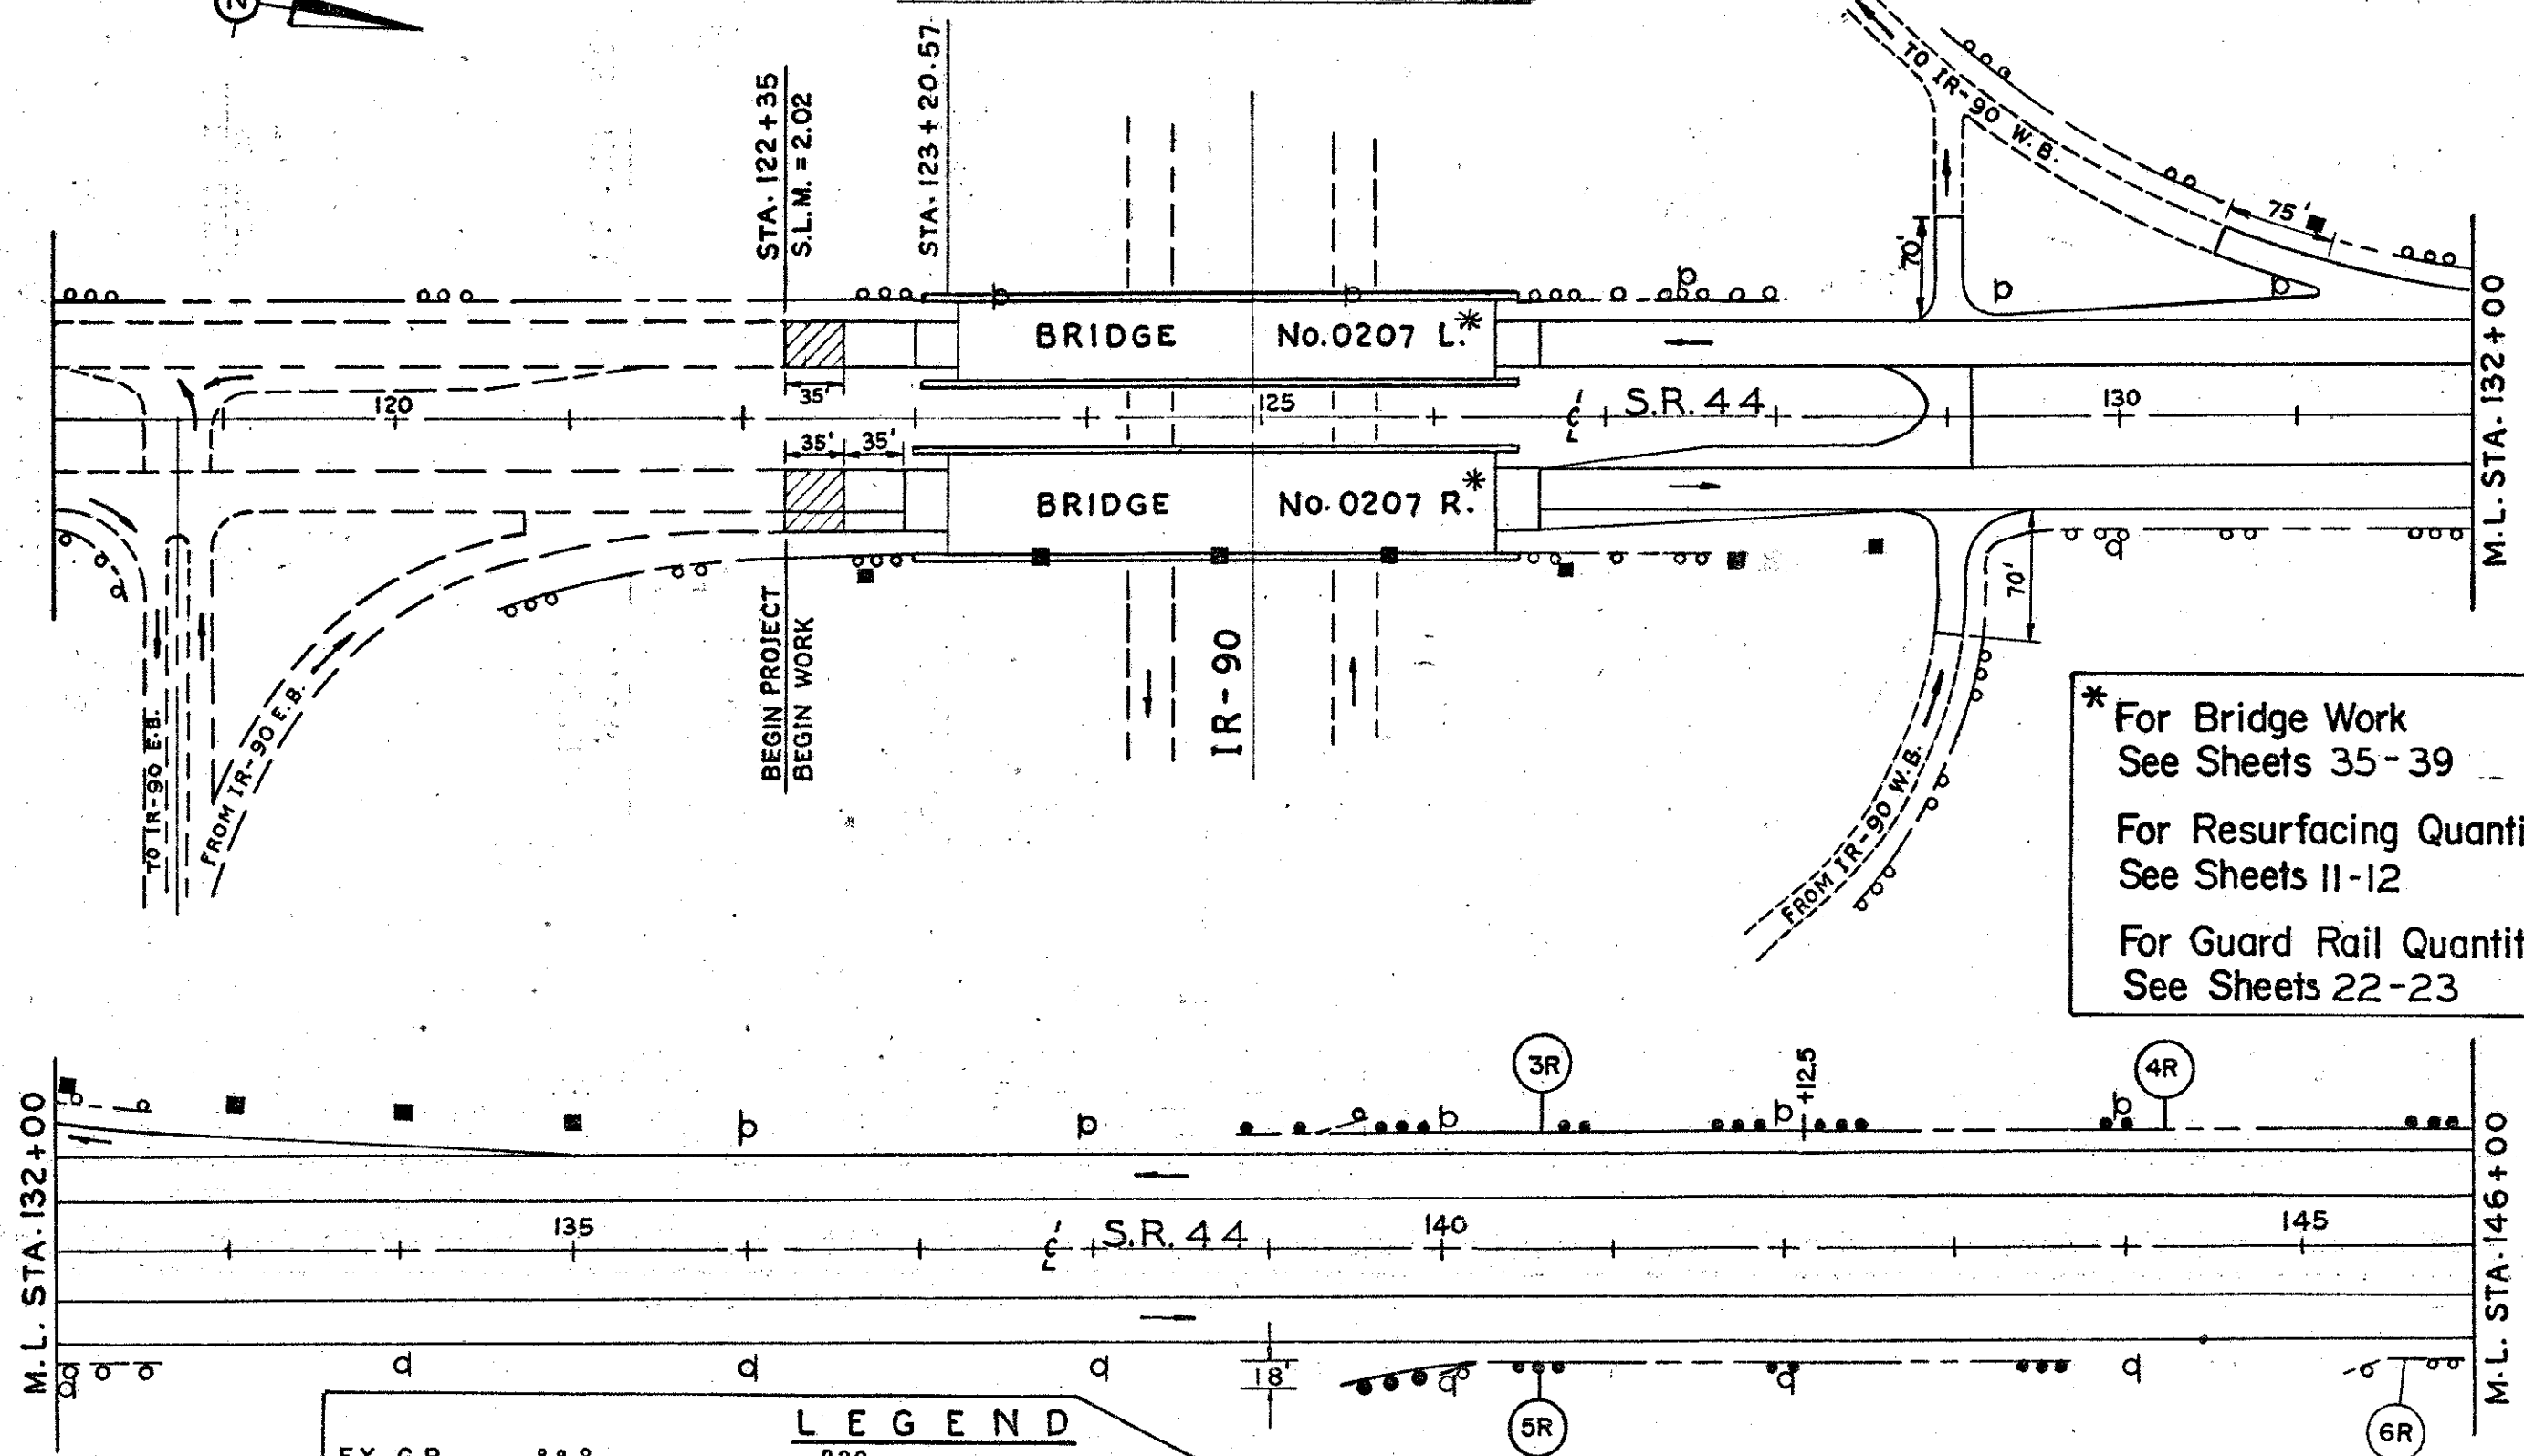 2
STA. 122+35
S.L.M. = 2.02
STA. 123+20.57
TO IR-90 W.B.
75'
70'
BRIDGE No. 0207 L.*
35'
120
125
S.R. 44
130
M.L. STA. 132+00
35' 35'
BRIDGE No. 0207 R.*
70'
BEGIN PROJECT
BEGIN WORK
IR-90
TO IR-90 E.B.
FROM IR-90 E.B.
FROM IR-90 W.B.
* For Bridge Work
See Sheets 35-39
For Resurfacing Quanti
See Sheets 11-12
For Guard Rail Quantit
See Sheets 22-23
3R
+12.5
4R
M.L. STA. 132+00
135
S.R. 44
140
145
M.L. STA. 146+00
18'
5R
6R
LEGEND